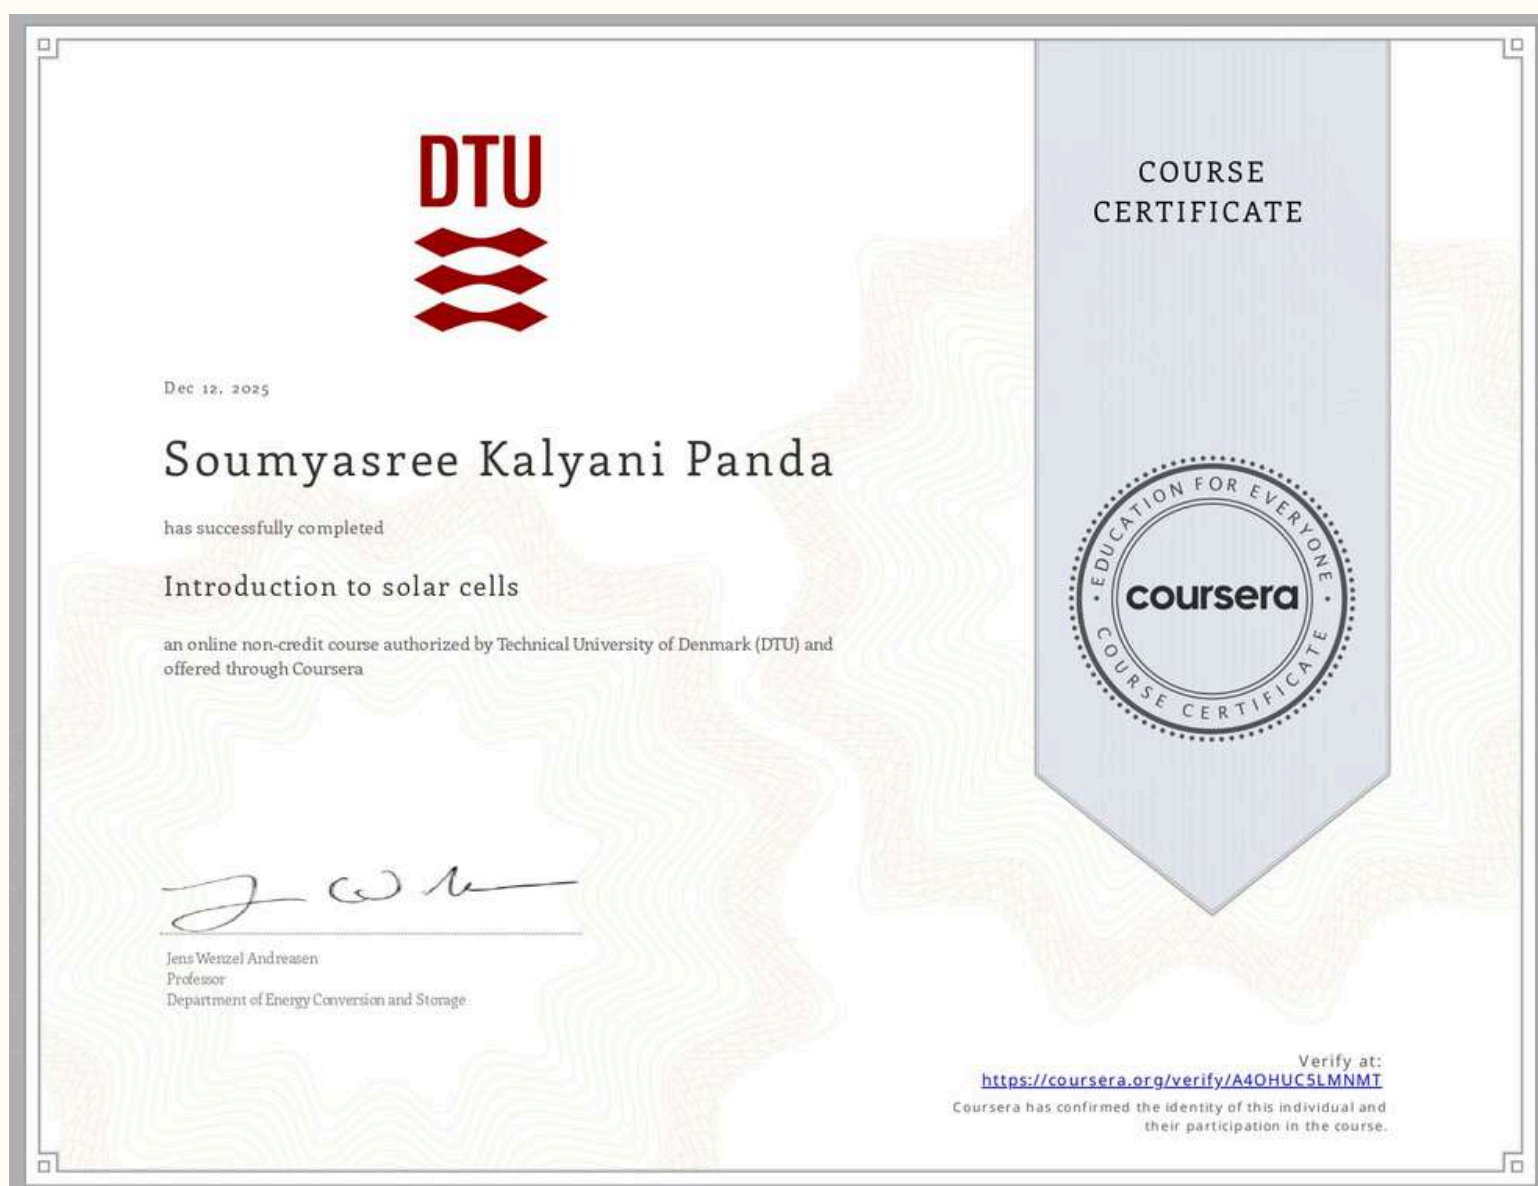 DTU
COURSE
CERTIFICATE
Dec 12, 2025
Soumyasree Kalyani Panda
has successfully completed
Introduction to solar cells
an online non-credit course authorized by Technical University of Denmark (DTU) and
offered through Coursera
EDUCATION FOR EVERYONE
coursera
COURSE CERTIFICATE
Jens Wenzel Andreasen
Professor
Department of Energy Conversion and Storage
Verify at:
https://coursera.org/verify/A4OHUC5LMNMT
Coursera has confirmed the identity of this individual and
their participation in the course.